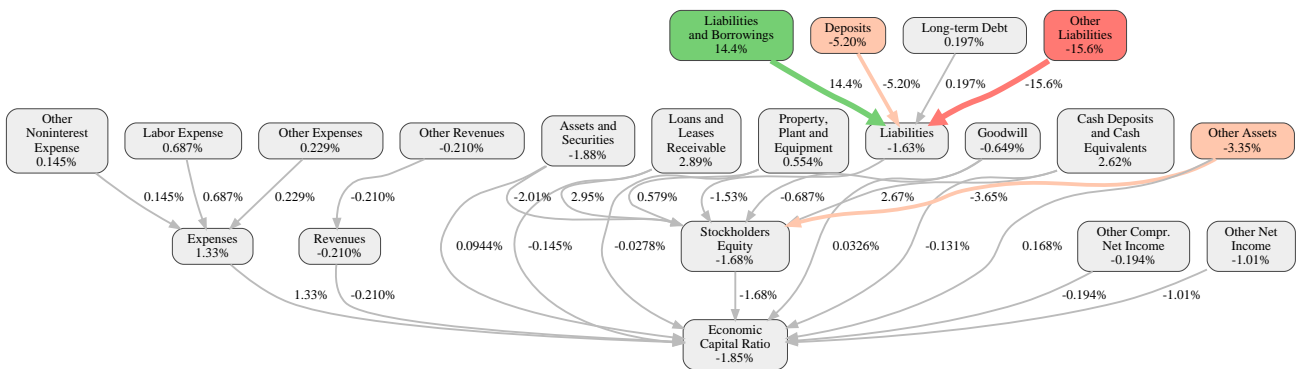 Liabilities
and Borrowings
14.4%
Deposits
-5.20%
Long-term Debt
0.197%
Other
Liabilities
-15.6%
14.4%
-5.20%
0.197%
-15.6%
Other
Noninterest
Expense
0.145%
Labor Expense
0.687%
Other Expenses
0.229%
Other Revenues
-0.210%
Assets and
Securities
-1.88%
Loans and
Leases
Receivable
2.89%
Property,
Plant and
Equipment
0.554%
Liabilities
-1.63%
Goodwill
-0.649%
Cash Deposits
and Cash
Equivalents
2.62%
Other Assets
-3.35%
0.145%
0.687%
0.229%
-0.210%
-2.01%
2.95%
0.579%
-1.53%
-0.687%
2.67%
-3.65%
Expenses
1.33%
Revenues
-0.210%
0.0944%
-0.145%
-0.0278%
Stockholders
Equity
-1.68%
0.0326%
-0.131%
0.168%
Other Compr.
Net Income
-0.194%
Other Net
Income
-1.01%
1.33%
-0.210%
-1.68%
-0.194%
-1.01%
Economic
Capital Ratio
-1.85%